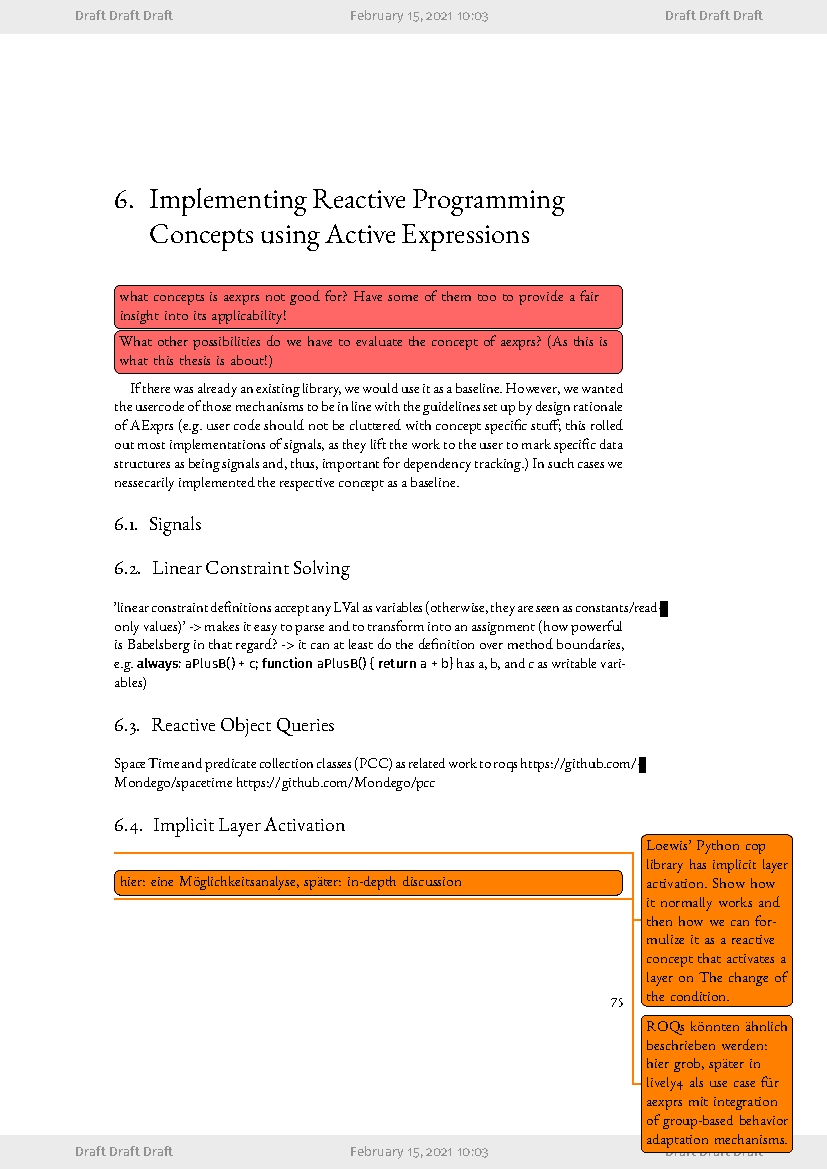 Draft Draft Draft February 15, 2021 10:03 Draft Draft Draft
6. Implementing Reactive Programming
Concepts using Active Expressions
what concepts is aexprs not good for? Have some of them too to provide a fair
insight into its applicability!
What other possibilities do we have to evaluate the concept of aexprs? (As this is
what this thesis is about!)
If there was already an existing library, we would use it as a baseline. However, we wanted
the usercode of those mechanisms to be in line with the guidelines set up by design rationale
of AExprs (e.g. user code should not be cluttered with concept specific stuff; this rolled
out most implementations of signals, as they lift the work to the user to mark specific data
structures as being signals and, thus, important for dependency tracking.) In such cases we
nessecarily implemented the respective concept as a baseline.
6.1. Signals
6.2. Linear Constraint Solving
'linear constraint definitions accept any LVal as variables (otherwise, they are seen as constants/read-
only values)' -> makes it easy to parse and to transform into an assignment (how powerful
is Babelsberg in that regard? -> it can at least do the definition over method boundaries,
e.g. always: aPlusB() + c; function aPlusB() { return a + b} has a, b, and c as writable vari-
ables)
6.3. Reactive Object Queries
Space Time and predicate collection classes (PCC) as related work to roqs https://github.com/
Mondego/spacetime https://github.com/Mondego/pcc
6.4. Implicit Layer Activation
hier: eine Möglichkeitsanalyse, später: in-depth discussion
Loewis' Python cop
library has implicit layer
activation. Show how
it normally works and
then how we can for-
mulize it as a reactive
concept that activates a
layer on The change of
the condition.
75
ROQs könnten ähnlich
beschrieben werden:
hier grob, später in
lively4 als use case für
aexprs mit integration
of group-based behavior
adaptation mechanisms.
Draft Draft Draft February 15, 2021 10:03 Draft Draft Draft